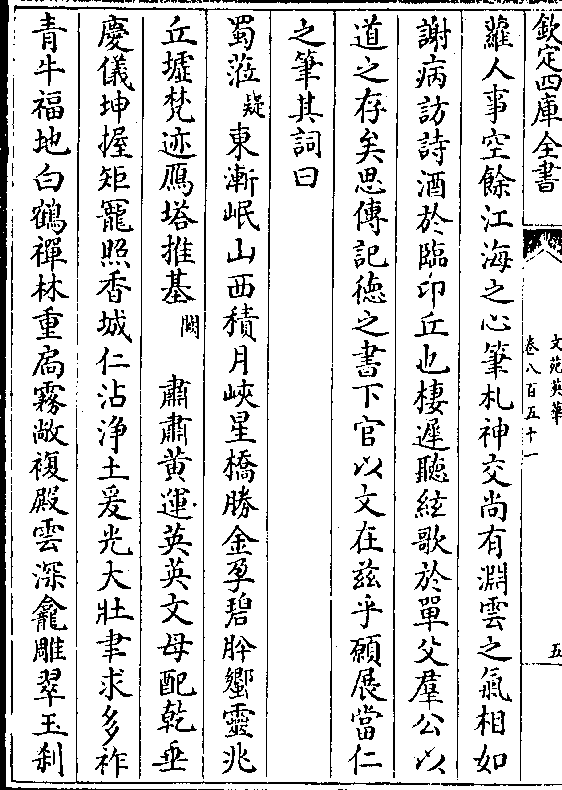 欽定四庫全書
文苑英華
卷八百五十一
五
蘿人事空餘江海之心筆札神交尚有淵雲之氣相如
謝病訪詩酒於臨卭丘也棲遲聽絃歌於單父羣公以
道之存矣思傳記徳之書下官以文在兹乎願展當仁
之筆其詞曰
蜀蒞疑東漸岷山西積月峽星橋勝金孕碧肸蠁靈兆
丘墟梵迹鴈塔推基闕肅肅黄運英英文母配乾垂
慶儀坤握矩寵照香城仁沾浄土爰光大壯聿求多祚
青牛福地白鶴禪林重扃霧敞複殿雲深龕雕翠玉刹